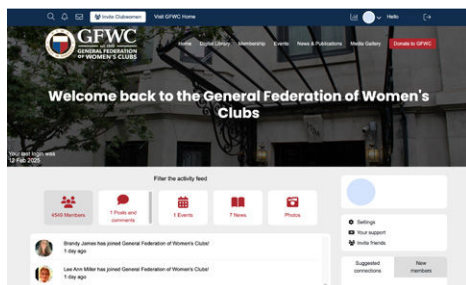 Invite Clubwoman
Visit GFWC Home
Hello
GFWC
GENERAL FEDERATION
OF WOMEN'S CLUBS
Home
Digital Library
Membership
Events
News & Publications
Media Gallery
Donate to GFWC
Welcome back to the General Federation of Women's
Clubs
Your last login was
12 Feb 2025
Filter the activity feed
4549 Members
1 Posts and
comments
1 Events
7 News
Photos
Settings
Your support
Invite friends
Brandy James has joined General Federation of Women's Clubs!
1 day ago
Lee Ann Miller has joined General Federation of Women's Clubs!
1 day ago
Suggested
connections
New
members